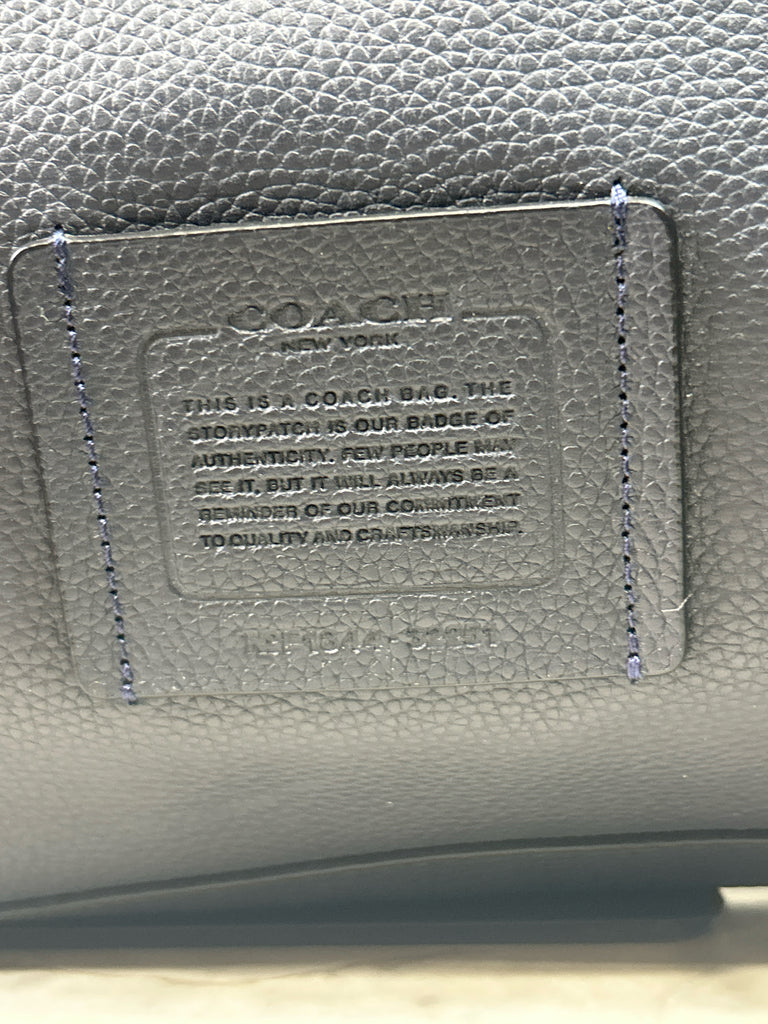 COACH
NEW YORK
THIS IS A COACH BAG. THE
STORYPATCH IS OUR BADGE OF
AUTHENTICITY. FEW PEOPLE MAY
SEE IT, BUT IT WILL ALWAYS BE A
REMINDER OF OUR COMMITMENT
TO QUALITY AND CRAFTSMANSHIP.